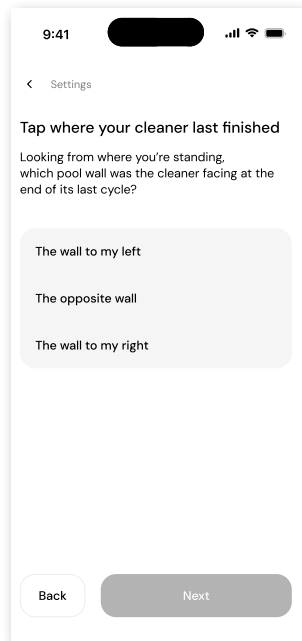 9:41
Settings
Tap where your cleaner last finished
Looking from where you’re standing,
which pool wall was the cleaner facing at the
end of its last cycle?
The wall to my left
The opposite wall
The wall to my right
Back
Next